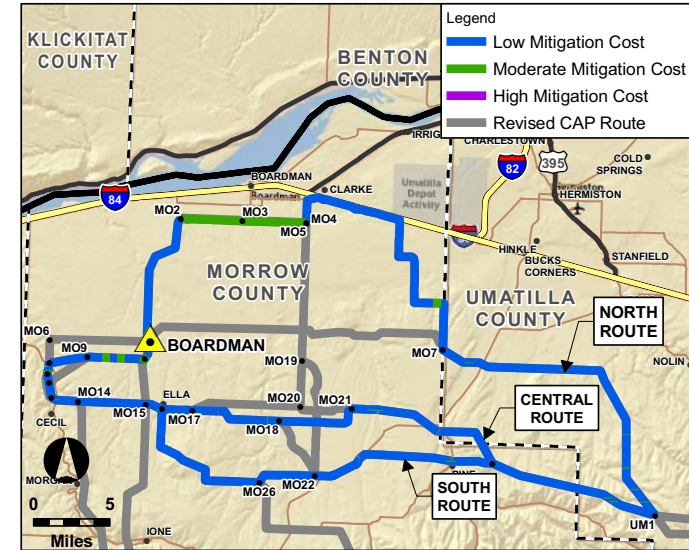 Legend
Low Mitigation Cost
Moderate Mitigation Cost
High Mitigation Cost
Revised CAP Route
KLICKITAT
COUNTY
BENTON
COUNTY
IRRIG
CHARLESTOWN
82
395
COLD
SPRINGS
BOARDMAN
Boardman
CLARKE
Umatilla
Depot
Activity
Hermiston
HERMISTON
84
MO2
MO3
MO4
MO5
HINKLE
BUCKS
CORNERS
STANFIELD
MORROW
COUNTY
UMATILLA
COUNTY
NORTH
ROUTE
MO6
BOARDMAN
MO9
MO7
MO19
NOLIN
CENTRAL
ROUTE
MO14
MO15
ELLA
MO17
MO20
MO21
MO18
CECIL
SOUTH
ROUTE
MORGAN
MO26
MO22
PINE
UM1
0 5
Miles
IONE